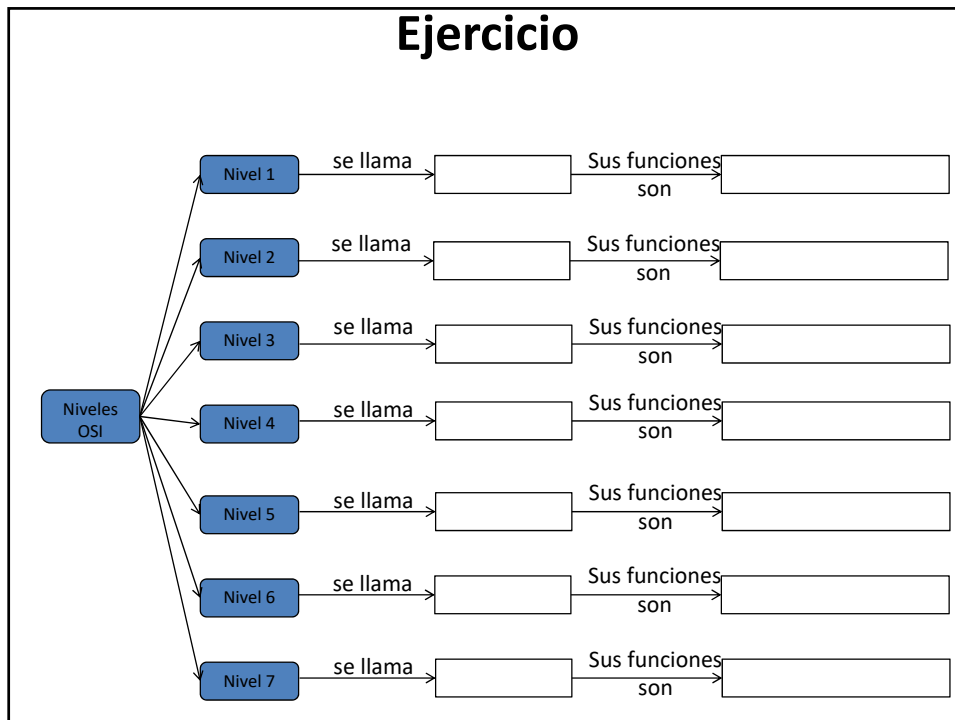 Ejercicio
Nivel 1
se llama
Sus funciones
son
Nivel 2
se llama
Sus funciones
son
Nivel 3
se llama
Sus funciones
son
Niveles
OSI
Nivel 4
se llama
Sus funciones
son
Nivel 5
se llama
Sus funciones
son
Nivel 6
se llama
Sus funciones
son
Nivel 7
se llama
Sus funciones
son